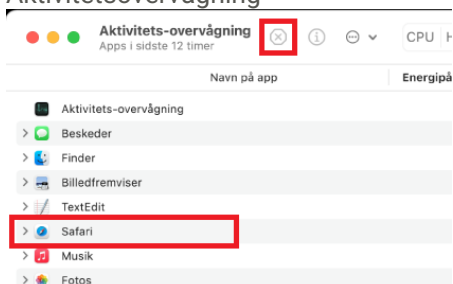 Aktivitetsovervågning
Aktivitets-overvågning
Apps i sidste 12 timer
CPU
Navn på app
Energipå
Aktivitets-overvågning
Beskeder
Finder
Billedfremviser
TextEdit
Safari
Musik
Fotos